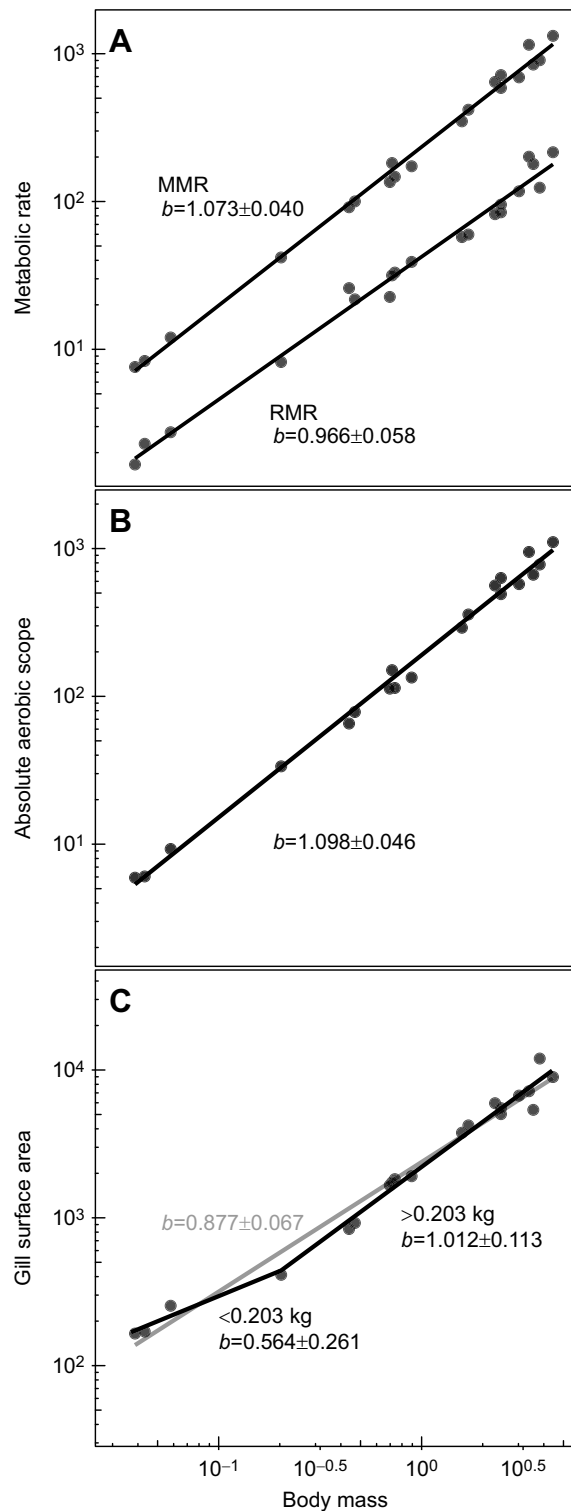 A
10³
10²
10¹
Metabolic rate
MMR
b=1.073±0.040
RMR
b=0.966±0.058
B
10³
10²
10¹
Absolute aerobic scope
b=1.098±0.046
C
10⁴
10³
10²
Gill surface area
b=0.877±0.067
>0.203 kg
b=1.012±0.113
<0.203 kg
b=0.564±0.261
10⁻¹ 10⁻⁰·⁵ 10⁰ 10⁰·⁵
Body mass